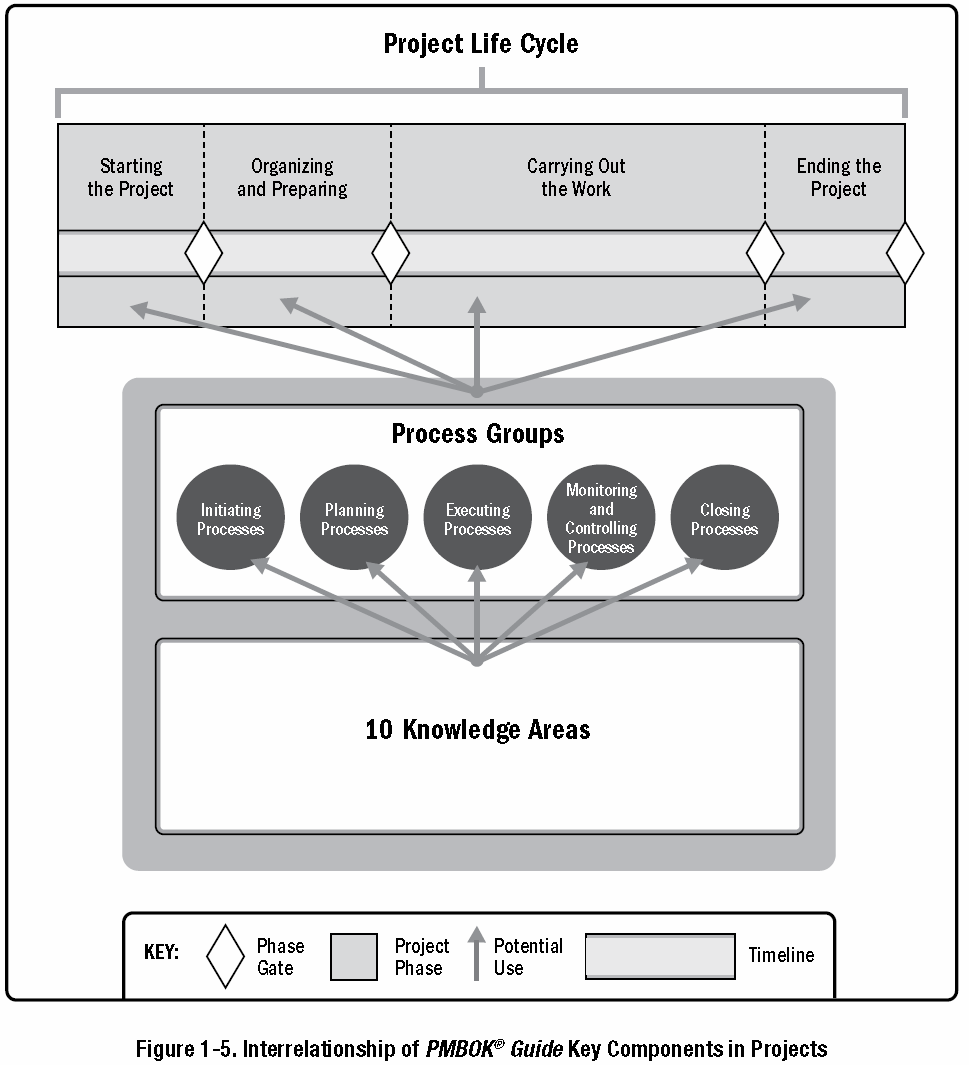 Project Life Cycle
Starting
the Project
Organizing
and Preparing
Carrying Out
the Work
Ending the
Project
Process Groups
Initiating
Processes
Planning
Processes
Executing
Processes
Monitoring
and
Controlling
Processes
Closing
Processes
10 Knowledge Areas
KEY:
Phase
Gate
Project
Phase
Potential
Use
Timeline
Figure 1-5. Interrelationship of PMBOK® Guide Key Components in Projects